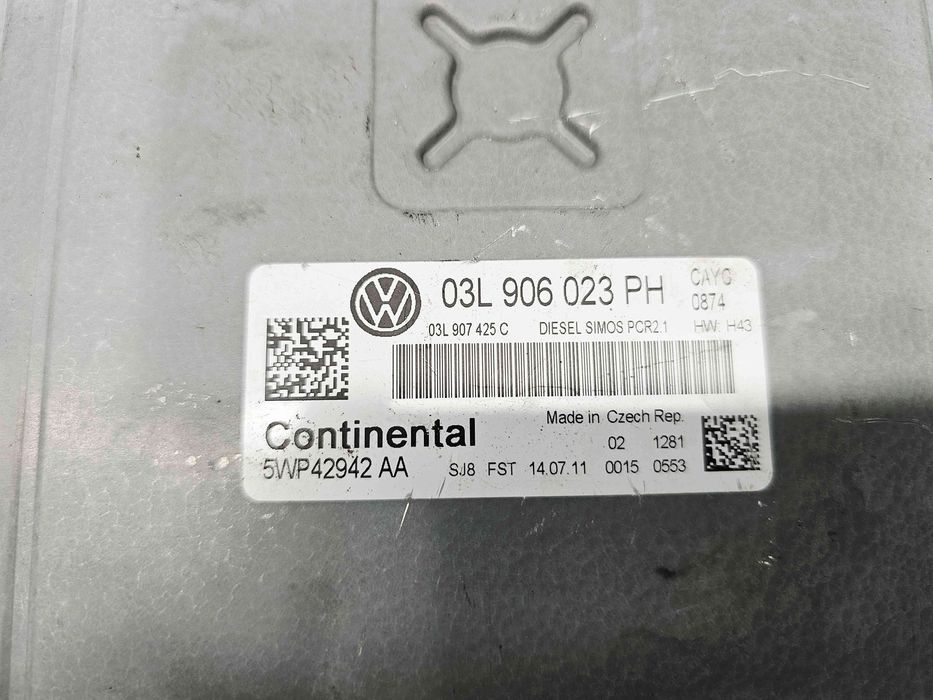 03L 906 023 PH
CAYC
0874
03L 907 425 C DIESEL SIMOS PCR2.1 HW: H43
Made in Czech Rep.
Continental
02 1281
5WP42942 AA SJ8 FST 14.07.11 0015 0553